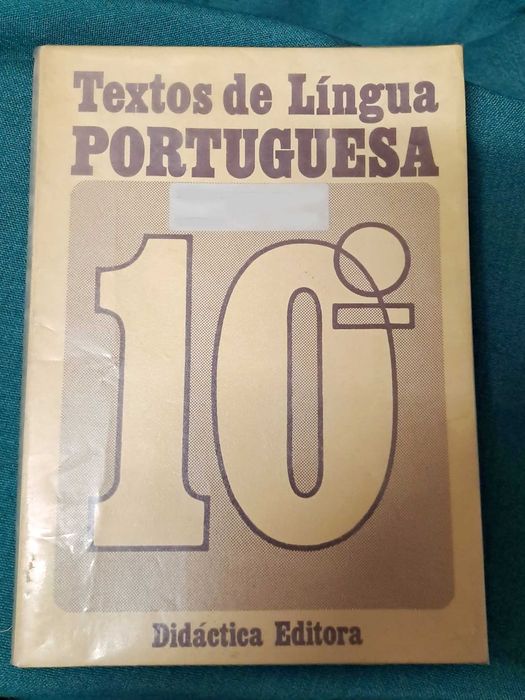 Textos de Língua
PORTUGUESA
10º
Didáctica Editora